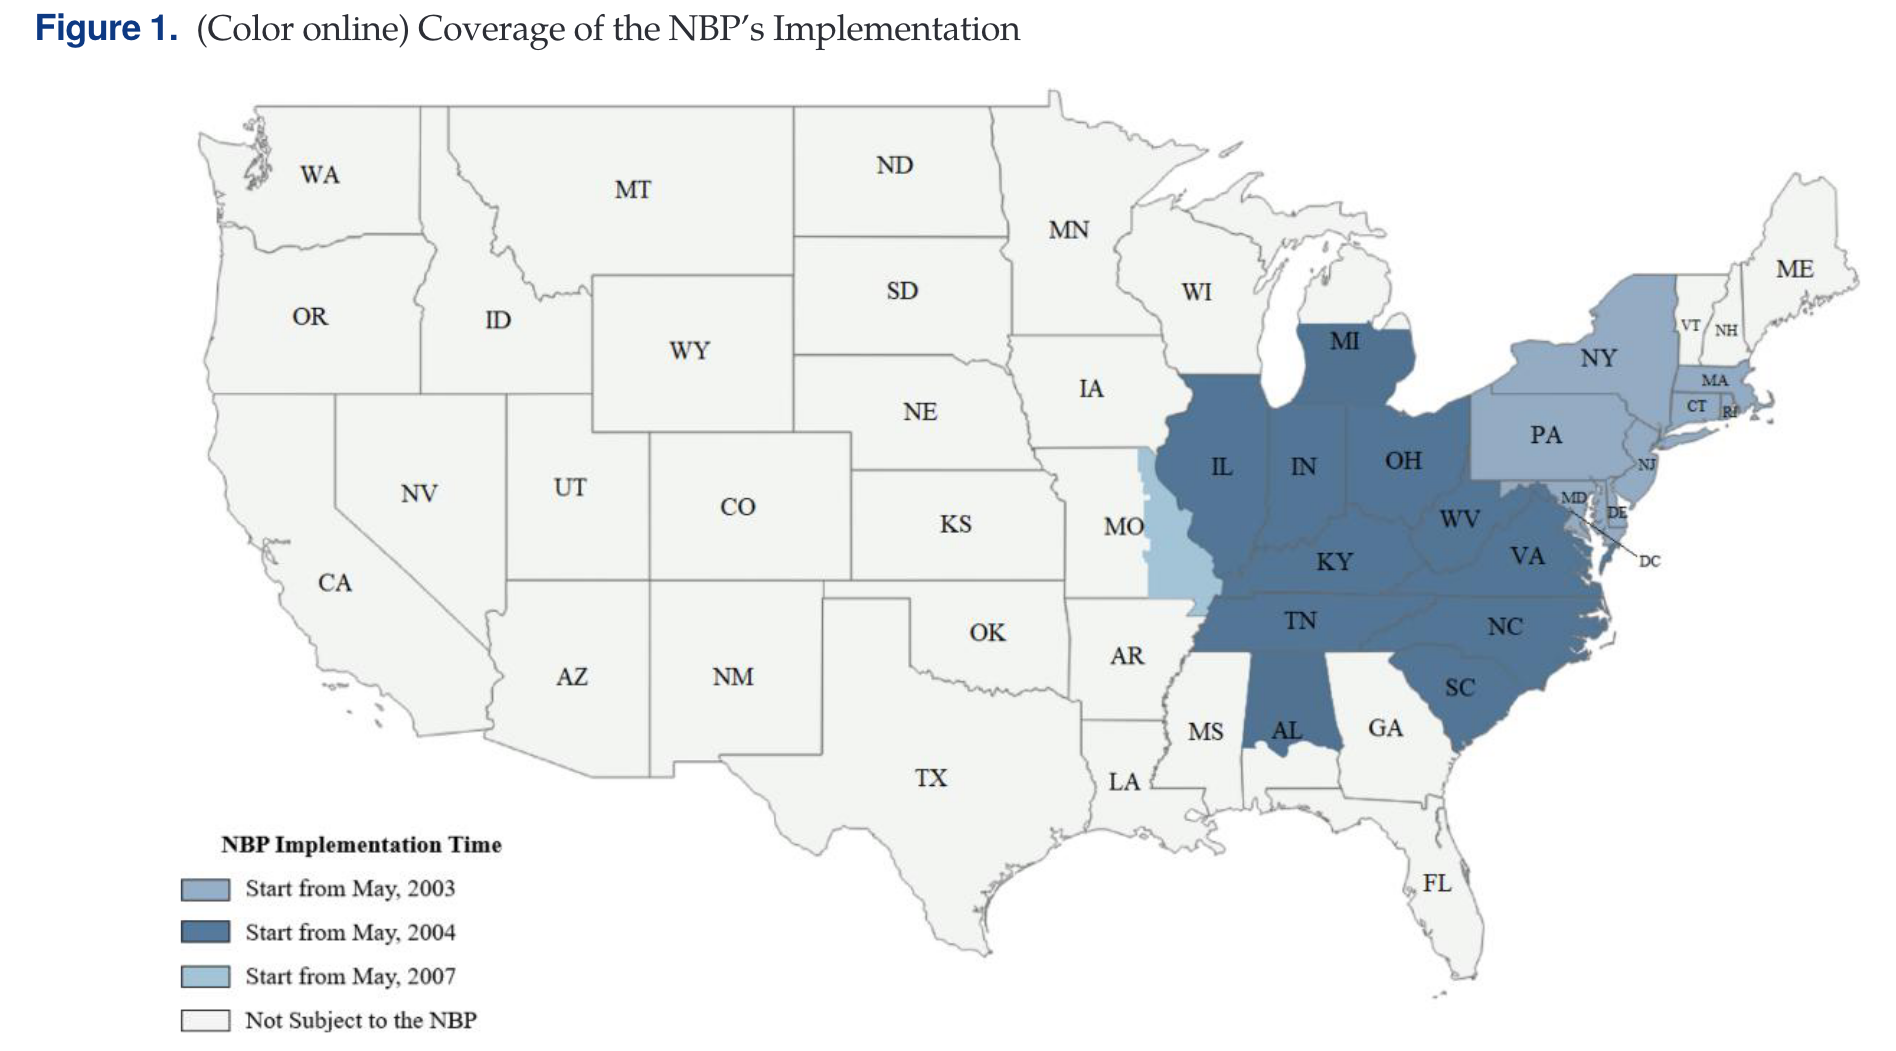 Figure 1. (Color online) Coverage of the NBP's Implementation
WA
MT
ND
MN
ME
OR
ID
SD
WI
WY
MI
VT
NH
NY
MA
IA
NE
CT
RI
PA
NV
UT
CO
IL
IN
OH
NJ
KS
MO
WV
MD
DE
VA
DC
KY
CA
OK
TN
NC
AR
AZ
NM
SC
MS
AL
GA
TX
LA
FL
NBP Implementation Time
Start from May, 2003
Start from May, 2004
Start from May, 2007
Not Subject to the NBP